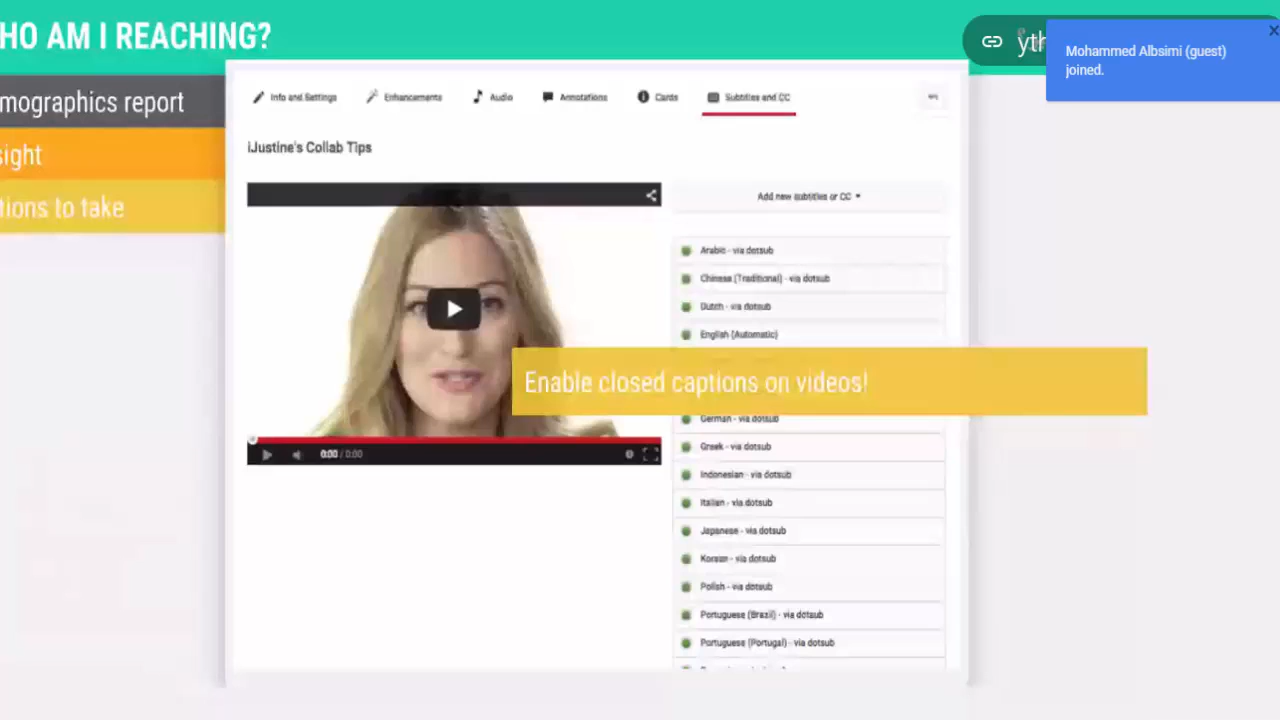 HO AM I REACHING?
mographics report
sight
tions to take
yth
Mohammed Albsimi (guest)
joined.
Info and Settings
Enhancements
Audio
Annotations
Cards
Subtitles and CC
iJustine's Collab Tips
Add new subtitles or CC
Arabic - via dotsub
Chinese (Traditional) - via dotsub
Dutch - via dotsub
English (Automatic)
Enable closed captions on videos!
German - via dotsub
Greek - via dotsub
0:00 / 0:00
Indonesian - via dotsub
Italian - via dotsub
Japanese - via dotsub
Korean - via dotsub
Polish - via dotsub
Portuguese (Brazil) - via dotsub
Portuguese (Portugal) - via dotsub